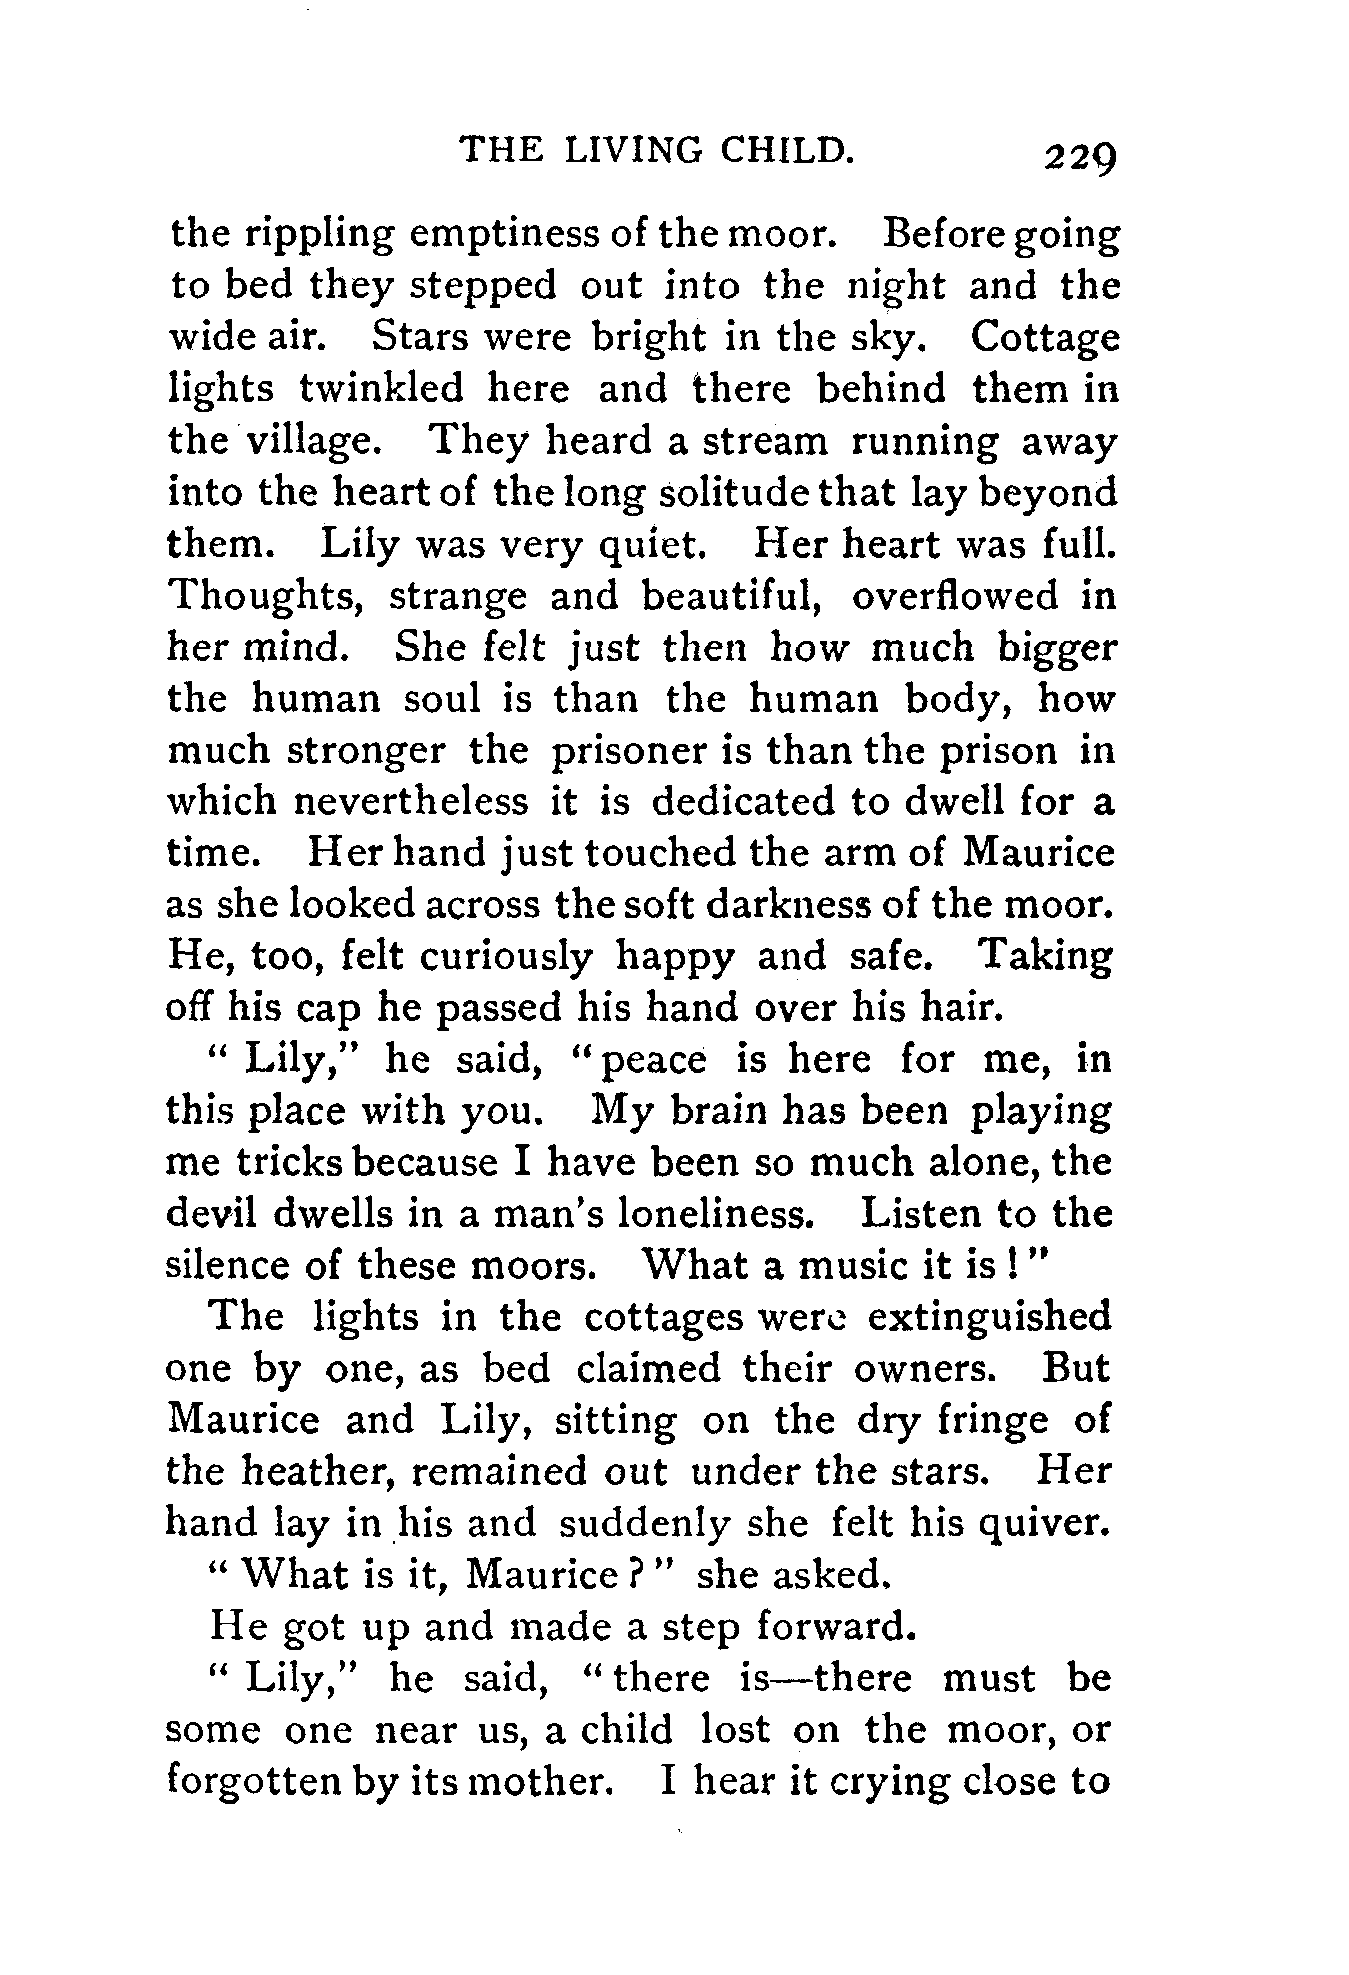 THE LIVING CHILD. 229
the rippling emptiness of the moor. Before going
to bed they stepped out into the night and the
wide air. Stars were bright in the sky. Cottage
lights twinkled here and there behind them in
the village. They heard a stream running away
into the heart of the long solitude that lay beyond
them. Lily was very quiet. Her heart was full.
Thoughts, strange and beautiful, overflowed in
her mind. She felt just then how much bigger
the human soul is than the human body, how
much stronger the prisoner is than the prison in
which nevertheless it is dedicated to dwell for a
time. Her hand just touched the arm of Maurice
as she looked across the soft darkness of the moor.
He, too, felt curiously happy and safe. Taking
off his cap he passed his hand over his hair.
“ Lily,” he said, “ peace is here for me, in
this place with you. My brain has been playing
me tricks because I have been so much alone, the
devil dwells in a man’s loneliness. Listen to the
silence of these moors. What a music it is ! ”
The lights in the cottages were extinguished
one by one, as bed claimed their owners. But
Maurice and Lily, sitting on the dry fringe of
the heather, remained out under the stars. Her
hand lay in his and suddenly she felt his quiver.
“ What is it, Maurice ? ” she asked.
He got up and made a step forward.
“ Lily,” he said, “ there is—there must be
some one near us, a child lost on the moor, or
forgotten by its mother. I hear it crying close to